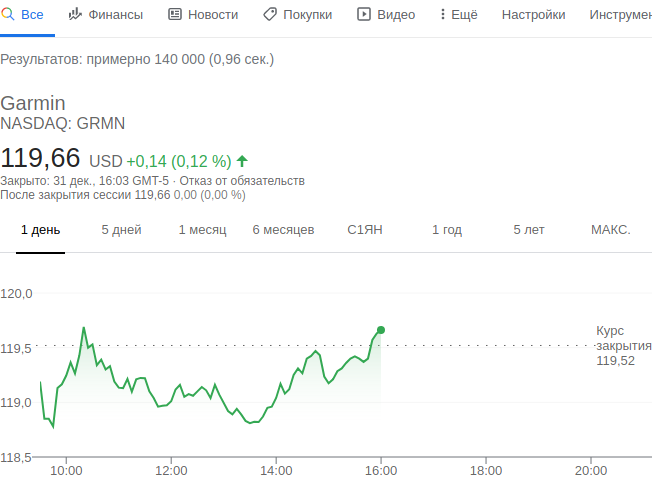 Все Финансы Новости Покупки Видео Ещё Настройки Инструмен
Результатов: примерно 140 000 (0,96 сек.)
Garmin
NASDAQ: GRMN
119,66 USD +0,14 (0,12 %)
Закрыто: 31 дек., 16:03 GMT-5 · Отказ от обязательств
После закрытия сессии 119,66 0,00 (0,00 %)
1 день 5 дней 1 месяц 6 месяцев С1ЯН 1 год 5 лет МАКС.
120,0
119,5
119,0
118,5
Курс
закрытия
119,52
10:00 12:00 14:00 16:00 18:00 20:00